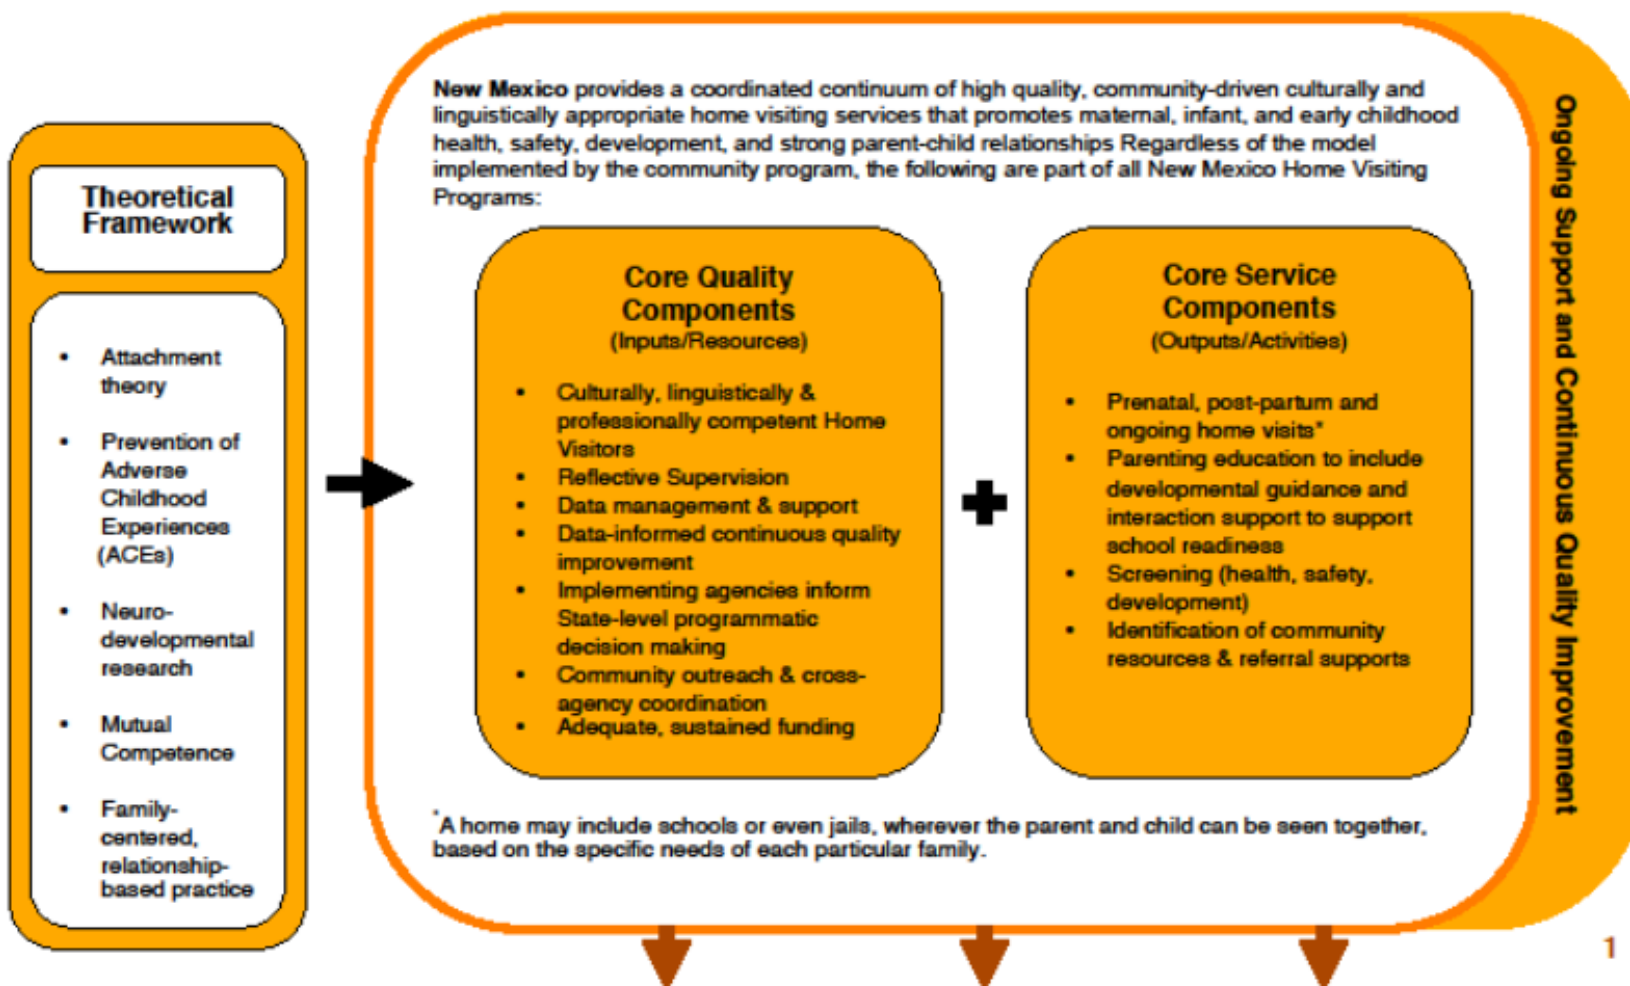 Theoretical
Framework
• Attachment
theory
• Prevention of
Adverse
Childhood
Experiences
(ACEs)
• Neuro-
developmental
research
• Mutual
Competence
• Family-
centered,
relationship-
based practice
New Mexico provides a coordinated continuum of high quality, community-driven culturally and
linguistically appropriate home visiting services that promotes maternal, infant, and early childhood
health, safety, development, and strong parent-child relationships Regardless of the model
implemented by the community program, the following are part of all New Mexico Home Visiting
Programs:
Core Quality
Components
(Inputs/Resources)
• Culturally, linguistically &
professionally competent Home
Visitors
• Reflective Supervision
• Data management & support
• Data-informed continuous quality
improvement
• Implementing agencies inform
State-level programmatic
decision making
• Community outreach & cross-
agency coordination
• Adequate, sustained funding
Core Service
Components
(Outputs/Activities)
• Prenatal, post-partum and
ongoing home visits*
• Parenting education to include
developmental guidance and
interaction support to support
school readiness
• Screening (health, safety,
development)
• Identification of community
resources & referral supports
*A home may include schools or even jails, wherever the parent and child can be seen together,
based on the specific needs of each particular family.
Ongoing Support and Continuous Quality Improvement
1